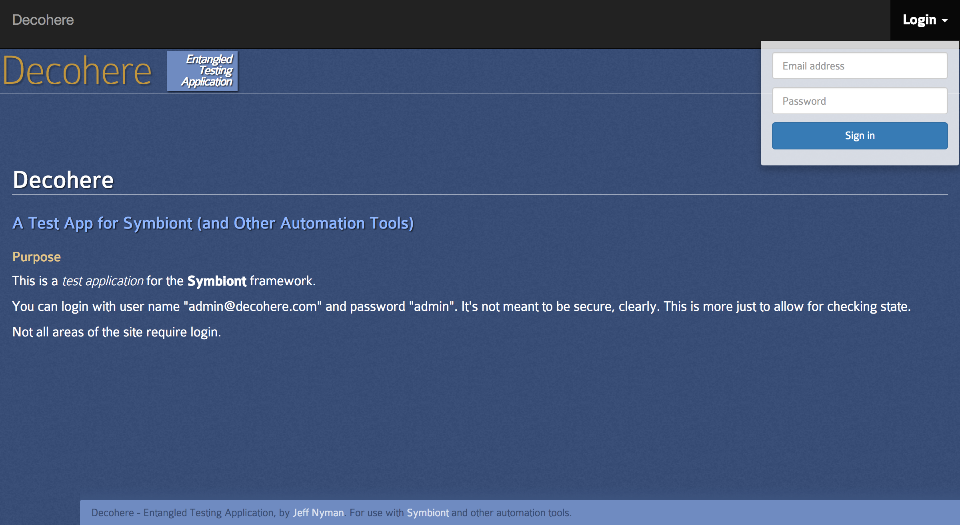 Decohere
Login
Email address
Password
Sign in
Decohere
Entangled
Testing
Application
Decohere
A Test App for Symbiont (and Other Automation Tools)
Purpose
This is a test application for the Symbiont framework.
You can login with user name "admin@decohere.com" and password "admin". It's not meant to be secure, clearly. This is more just to allow for checking state.
Not all areas of the site require login.
Decohere - Entangled Testing Application, by Jeff Nyman. For use with Symbiont and other automation tools.